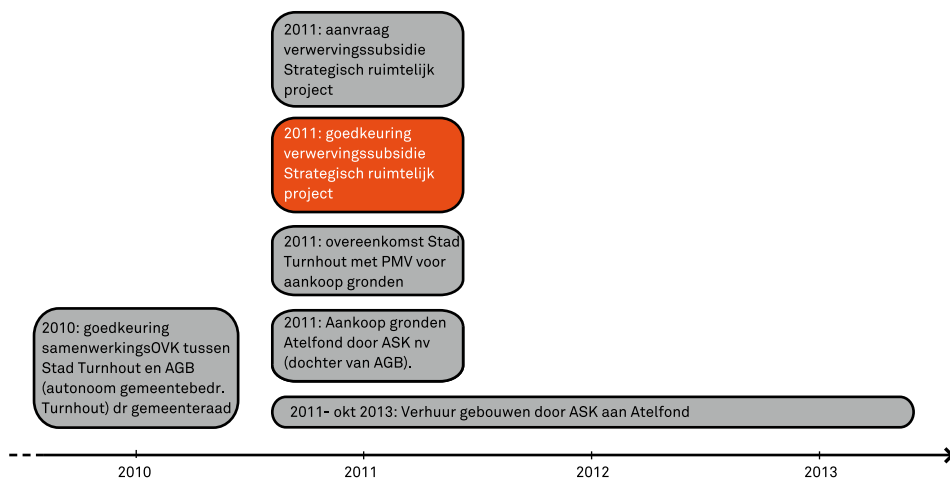 2011: aanvraag
verwervingssubsidie
Strategisch ruimtelijk
project
2011: goedkeuring
verwervingssubsidie
Strategisch ruimtelijk
project
2011: overeenkomst Stad
Turnhout met PMV voor
aankoop gronden
2010: goedkeuring
samenwerkingsOVK tussen
Stad Turnhout en AGB
(autonoom gemeentebedr.
Turnhout) dr gemeenteraad
2011: Aankoop gronden
Atelfond door ASK nv
(dochter van AGB).
2011- okt 2013: Verhuur gebouwen door ASK aan Atelfond
2010 2011 2012 2013